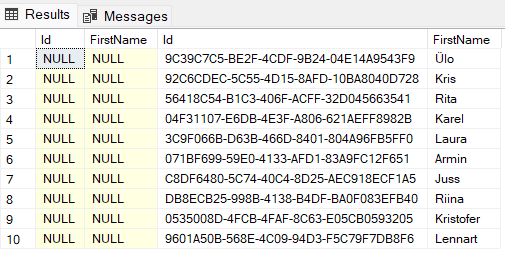 Results Messages
Id FirstName Id FirstName
1 NULL NULL 9C39C7C5-BE2F-4CDF-9B24-04E14A9543F9 Ülo
2 NULL NULL 92C6CDEC-5C55-4D15-8AFD-10BA8040D728 Kris
3 NULL NULL 56418C54-B1C3-406F-ACFF-32D045663541 Rita
4 NULL NULL 04F31107-E6DB-4E3F-A806-621AEFF8982B Karel
5 NULL NULL 3C9F066B-D63B-466D-8401-804A96FB5FF0 Laura
6 NULL NULL 071BF699-59E0-4133-AFD1-83A9FC12F651 Armin
7 NULL NULL C8DF6480-5C74-40C4-8D25-AEC918ECF1A5 Juss
8 NULL NULL DB8ECB25-998B-4138-B4DF-BA0F083EFB40 Riina
9 NULL NULL 0535008D-4FCB-4FAF-8C63-E05CB0593205 Kristofer
10 NULL NULL 9601A50B-568E-4C09-94D3-F5C79F7DB8F6 Lennart